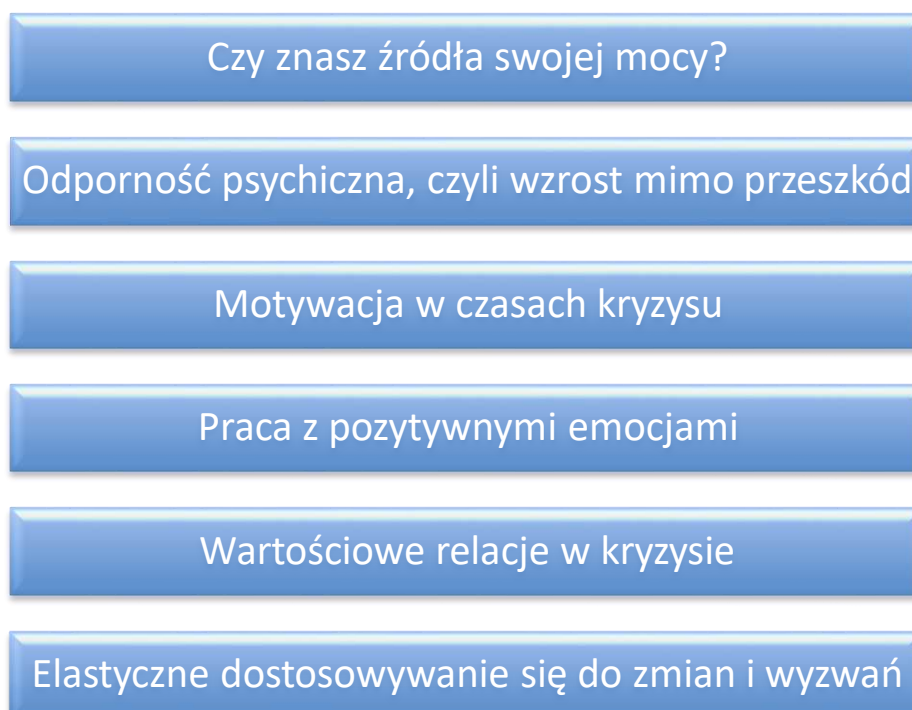 Czy znasz źródła swojej mocy?
Odporność psychiczna, czyli wzrost mimo przeszkód
Motywacja w czasach kryzysu
Praca z pozytywnymi emocjami
Wartościowe relacje w kryzysie
Elastyczne dostosowywanie się do zmian i wyzwań